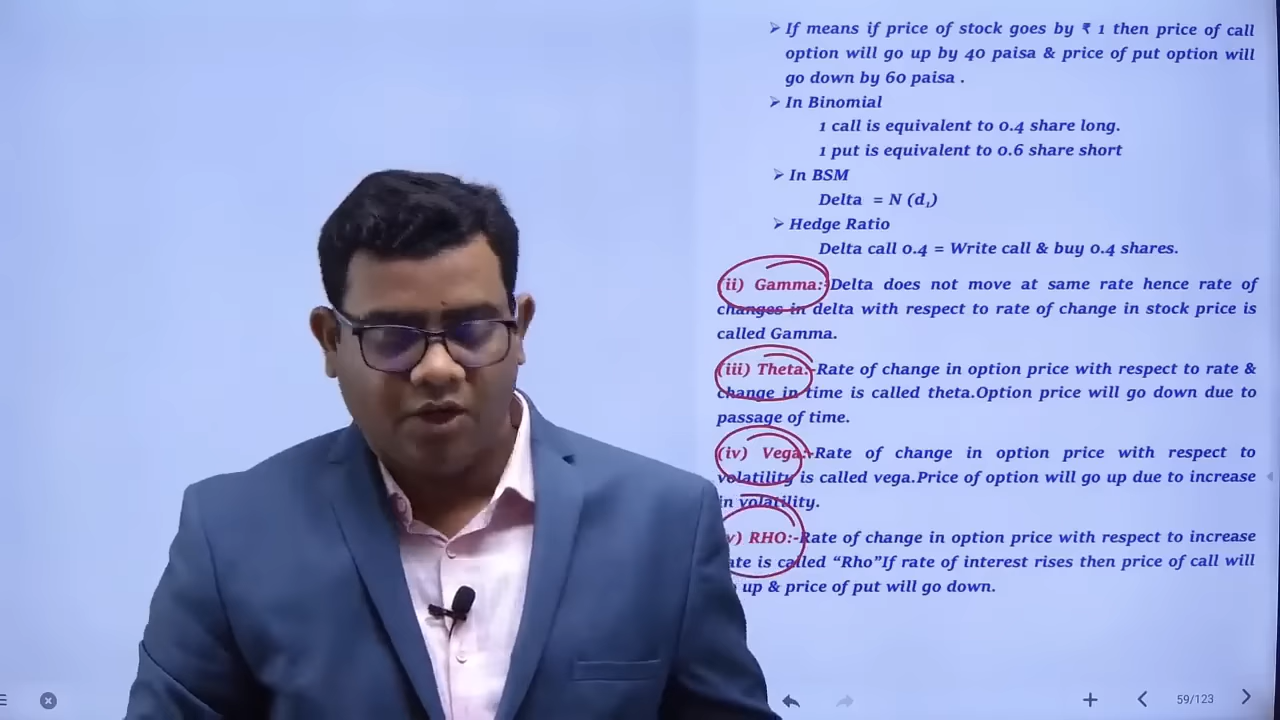 ➢ If means if price of stock goes by ₹ 1 then price of call
option will go up by 40 paisa & price of put option will
go down by 60 paisa .
➢ In Binomial
1 call is equivalent to 0.4 share long.
1 put is equivalent to 0.6 share short
➢ In BSM
Delta = N (d₁)
➢ Hedge Ratio
Delta call 0.4 = Write call & buy 0.4 shares.
(ii) Gamma:-Delta does not move at same rate hence rate of
changes in delta with respect to rate of change in stock price is
called Gamma.
(iii) Theta:-Rate of change in option price with respect to rate &
change in time is called theta.Option price will go down due to
passage of time.
(iv) Vega:-Rate of change in option price with respect to
volatility is called vega.Price of option will go up due to increase
in volatility.
v) RHO:-Rate of change in option price with respect to increase
ate is called “Rho”If rate of interest rises then price of call will
up & price of put will go down.
59/123